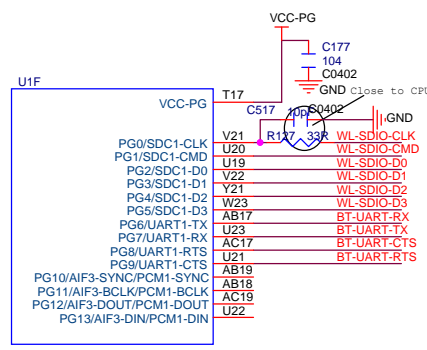 VCC-PG
C177
104
C0402
GND
Close to CPU
U1F
T17
VCC-PG
C517
10pF
C0402
GND
PG0/SDC1-CLK V21 R127 33R WL-SDIO-CLK
PG1/SDC1-CMD U20 WL-SDIO-CMD
PG2/SDC1-D0 U19 WL-SDIO-D0
PG3/SDC1-D1 V22 WL-SDIO-D1
PG4/SDC1-D2 Y21 WL-SDIO-D2
PG5/SDC1-D3 W23 WL-SDIO-D3
PG6/UART1-TX AB17 BT-UART-RX
PG7/UART1-RX U23 BT-UART-TX
PG8/UART1-RTS AC17 BT-UART-CTS
PG9/UART1-CTS U21 BT-UART-RTS
PG10/AIF3-SYNC/PCM1-SYNC AB19
PG11/AIF3-BCLK/PCM1-BCLK AB18
PG12/AIF3-DOUT/PCM1-DOUT AC19
PG13/AIF3-DIN/PCM1-DIN U22